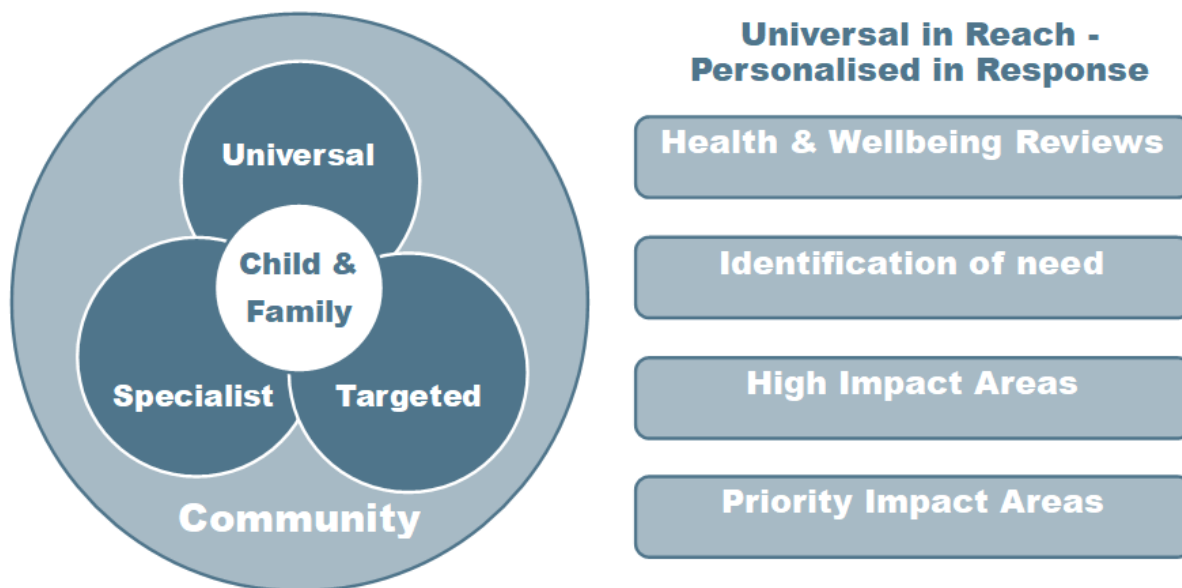 Universal
Child &
Family
Specialist
Targeted
Community
Universal in Reach -
Personalised in Response
Health & Wellbeing Reviews
Identification of need
High Impact Areas
Priority Impact Areas